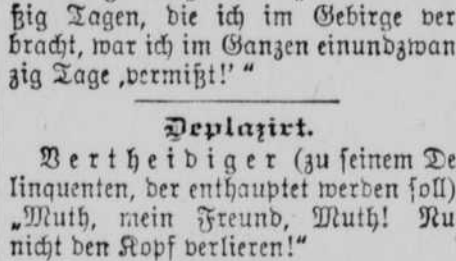 ßig Tagen, die ich im Gebirge ver
bracht, war ich im Ganzen einundzwan
zig Tage ‚vermißt!‘ “
Deplazirt.
Vertheidiger (zu seinem De
linquenten, der enthauptet werden soll)
„Muth, mein Freund, Muth! Nu
nicht den Kopf verlieren!“